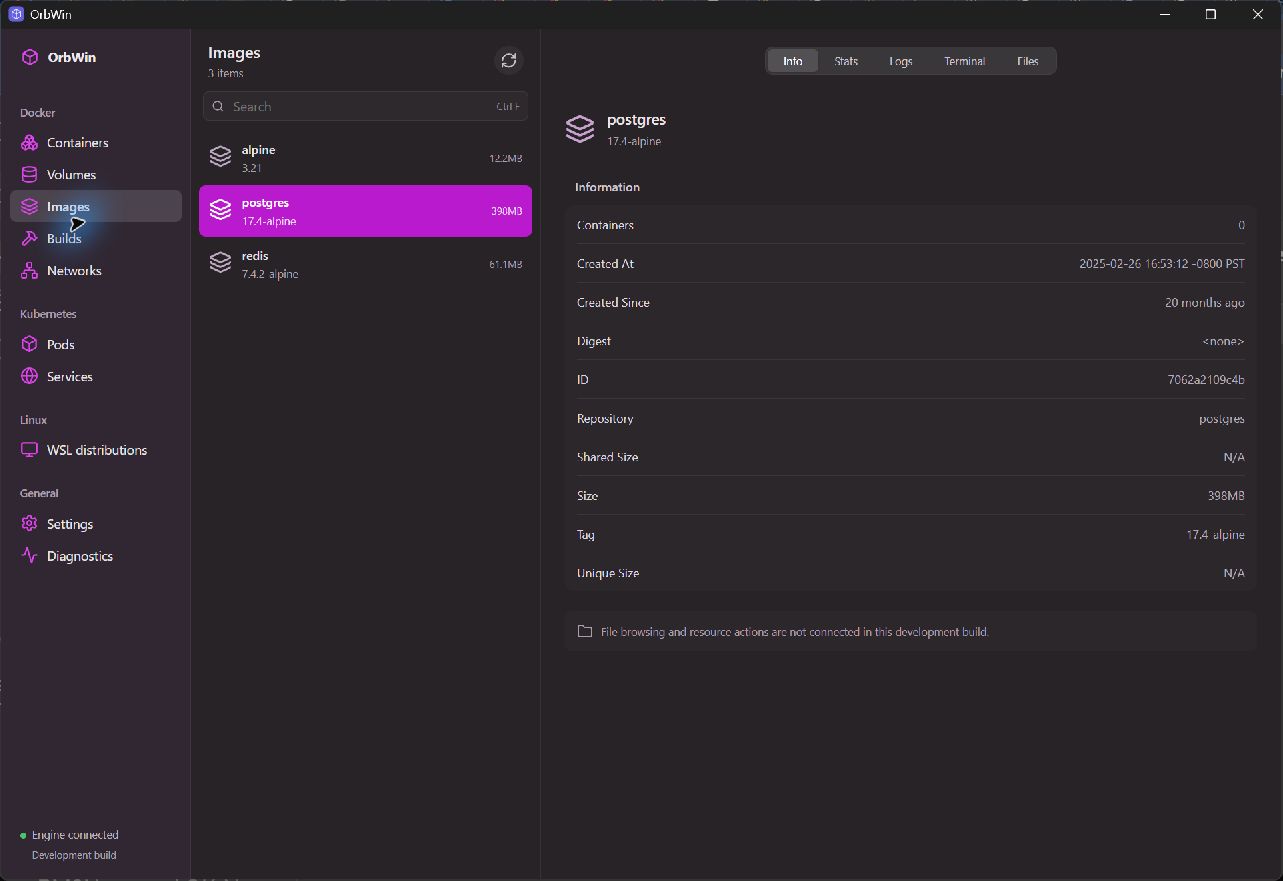 OrbWin
OrbWin
Docker
Containers
Volumes
Images
Builds
Networks
Kubernetes
Pods
Services
Linux
WSL distributions
General
Settings
Diagnostics
Engine connected
Development build
Images
3 items
Search Ctrl F
alpine
3.21
12.2MB
postgres
17.4-alpine
398MB
redis
7.4.2-alpine
61.1MB
Info Stats Logs Terminal Files
postgres
17.4-alpine
Information
Containers 0
Created At 2025-02-26 16:53:12 -0800 PST
Created Since 20 months ago
Digest <none>
ID 7062a2109c4b
Repository postgres
Shared Size N/A
Size 398MB
Tag 17.4-alpine
Unique Size N/A
File browsing and resource actions are not connected in this development build.